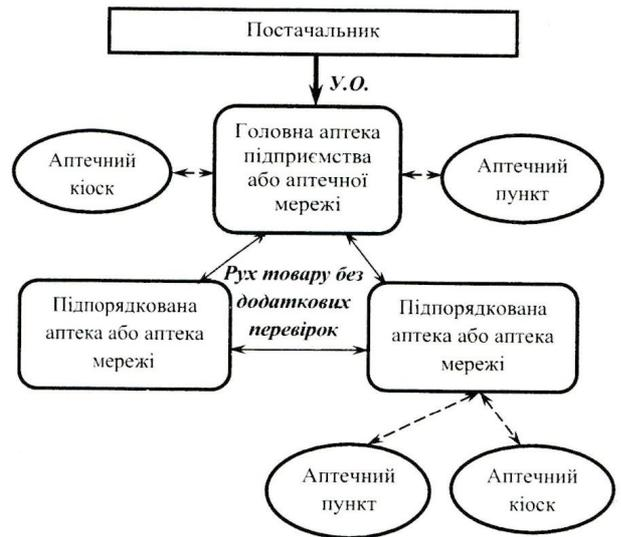 Постачальник
У.О.
Головна аптека
підприємства
або аптечної
мережі
Аптечний
кіоск
Аптечний
пункт
Рух товару без
додаткових
перевірок
Підпорядкована
аптека або аптека
мережі
Підпорядкована
аптека або аптека
мережі
Аптечний
пункт
Аптечний
кіоск